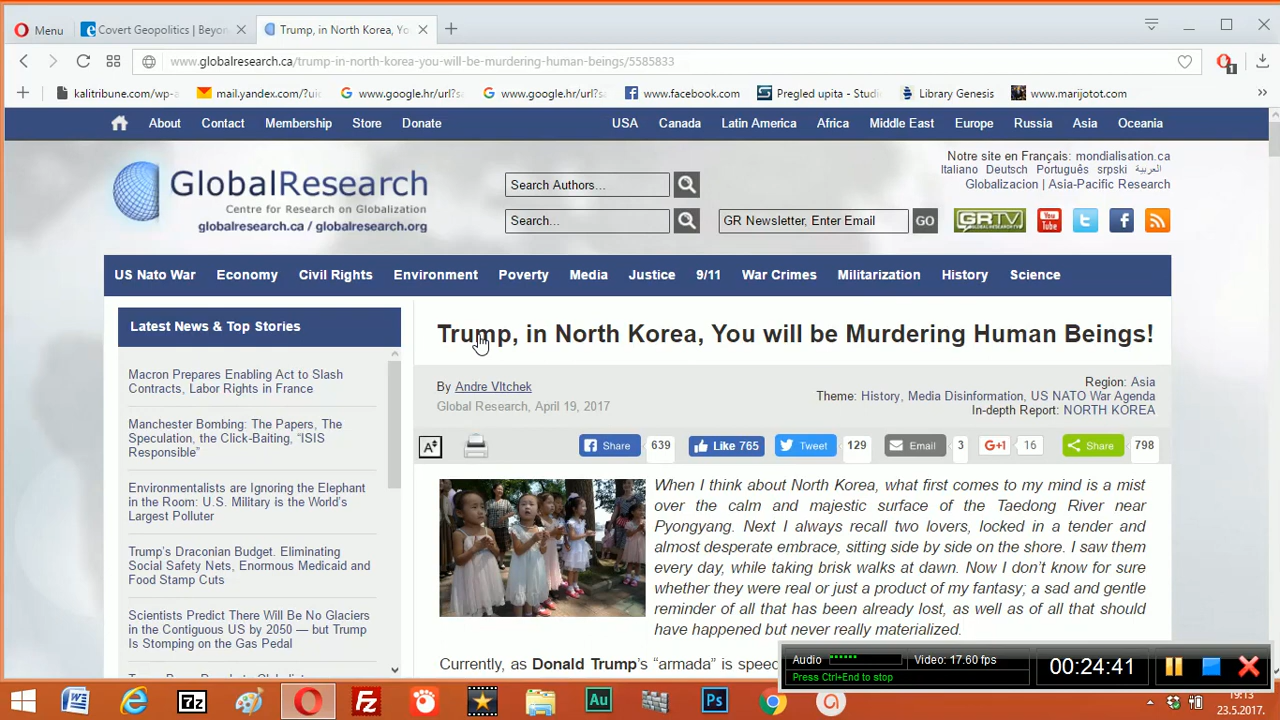 Menu
Covert Geopolitics | Beyon
Trump, in North Korea, Yo
www.globalresearch.ca/trump-in-north-korea-you-will-be-murdering-human-beings/5585833
1
kalitribune.com/wp-a
mail.yandex.com/?ui
www.google.hr/url?sa
www.google.hr/url?sa
www.facebook.com
Pregled upita - Studi
Library Genesis
www.marijotot.com
About Contact Membership Store Donate USA Canada Latin America Africa Middle East Europe Russia Asia Oceania
GlobalResearch
Centre for Research on Globalization
globalresearch.ca / globalresearch.org
Search Authors...
Search...
GR Newsletter, Enter Email
GO
Notre site en Français: mondialisation.ca
Italiano Deutsch Português srpski العربية
Globalizacion | Asia-Pacific Research
GRTV
You Tube
US Nato War Economy Civil Rights Environment Poverty Media Justice 9/11 War Crimes Militarization History Science
Latest News & Top Stories
Macron Prepares Enabling Act to Slash
Contracts, Labor Rights in France
Manchester Bombing: The Papers, The
Speculation, the Click-Baiting, “ISIS
Responsible”
Environmentalists are Ignoring the Elephant
in the Room: U.S. Military is the World’s
Largest Polluter
Trump’s Draconian Budget. Eliminating
Social Safety Nets, Enormous Medicaid and
Food Stamp Cuts
Scientists Predict There Will Be No Glaciers
in the Contiguous US by 2050 — but Trump
Is Stomping on the Gas Pedal
Trump, in North Korea, You will be Murdering Human Beings!
By Andre Vltchek
Global Research, April 19, 2017
Region: Asia
Theme: History, Media Disinformation, US NATO War Agenda
In-depth Report: NORTH KOREA
A
Share 639
Like 765
Tweet 129
Email 3
G+1 16
Share 798
When I think about North Korea, what first comes to my mind is a mist
over the calm and majestic surface of the Taedong River near
Pyongyang. Next I always recall two lovers, locked in a tender and
almost desperate embrace, sitting side by side on the shore. I saw them
every day, while taking brisk walks at dawn. Now I don’t know for sure
whether they were real or just a product of my fantasy; a sad and gentle
reminder of all that has been already lost, as well as of all that should
have happened but never really materialized.
Currently, as Donald Trump’s “armada” is speed
Audio
Video: 17.60 fps
Press Ctrl+End to stop
00:24:41
7z
Fz
Au
Ps
19:13
23.5.2017.